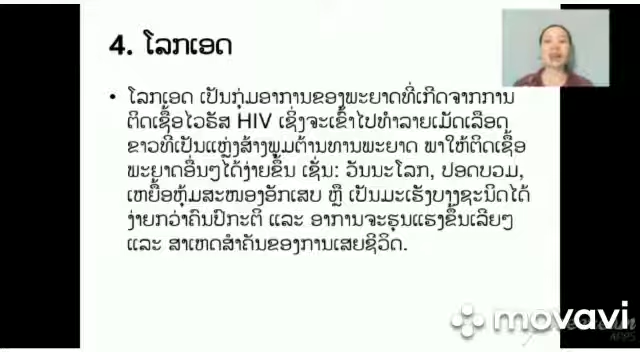 4. ໂລກເອດ
• ໂລກເອດ ເປັນກຸ່ມອາການຂອງພະຍາດທີ່ເກີດຈາກການ
ຕິດເຊື້ອໄວຣັສ HIV ເຊິ່ງຈະເຂົ້າໄປທຳລາຍເມັດເລືອດ
ຂາວທີ່ເປັນແຫຼ່ງສ້າງພູມຕ້ານທານພະຍາດ ພາໃຫ້ຕິດເຊື້ອ
ພະຍາດອື່ນໆໄດ້ງ່າຍຂຶ້ນ ເຊັ່ນ: ວັນນະໂລກ, ປອດບວມ,
ເຫຍື່ອຫຸ້ມສະໝອງອັກເສບ ຫຼື ເປັນມະເຮັງບາງຊະນິດໄດ້
ງ່າຍກວ່າຄົນປົກະຕິ ແລະ ອາການຈະຮຸນແຮງຂຶ້ນເລີຍໆ
ແລະ ສາເຫດສຳຄັນຂອງການເສຍຊີວິດ.
movavi